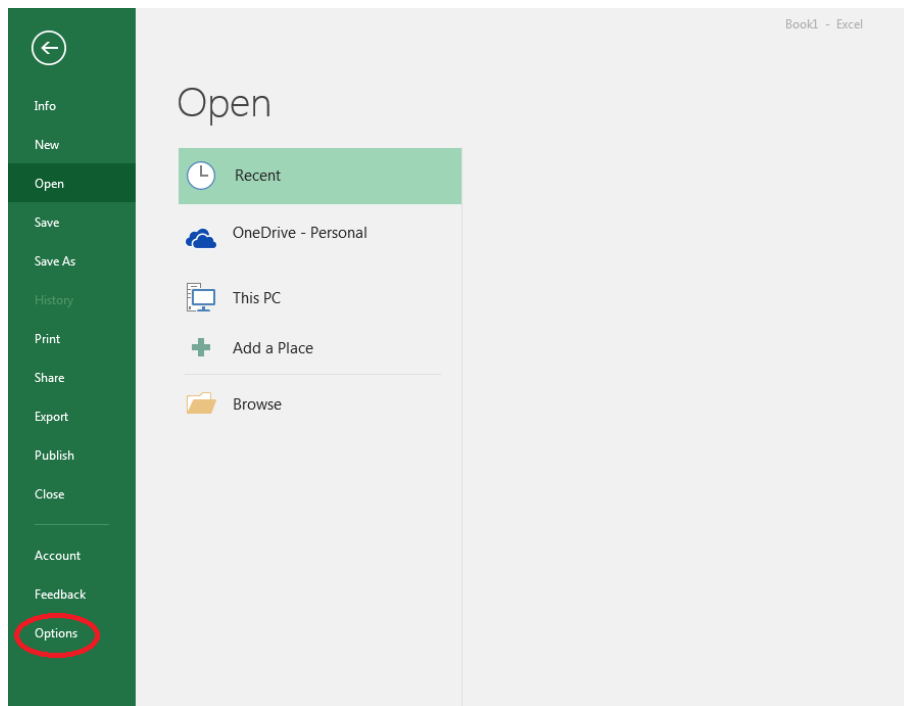 Book1 - Excel
Info
New
Open
Save
Save As
History
Print
Share
Export
Publish
Close
Account
Feedback
Options
Open
Recent
OneDrive - Personal
This PC
Add a Place
Browse